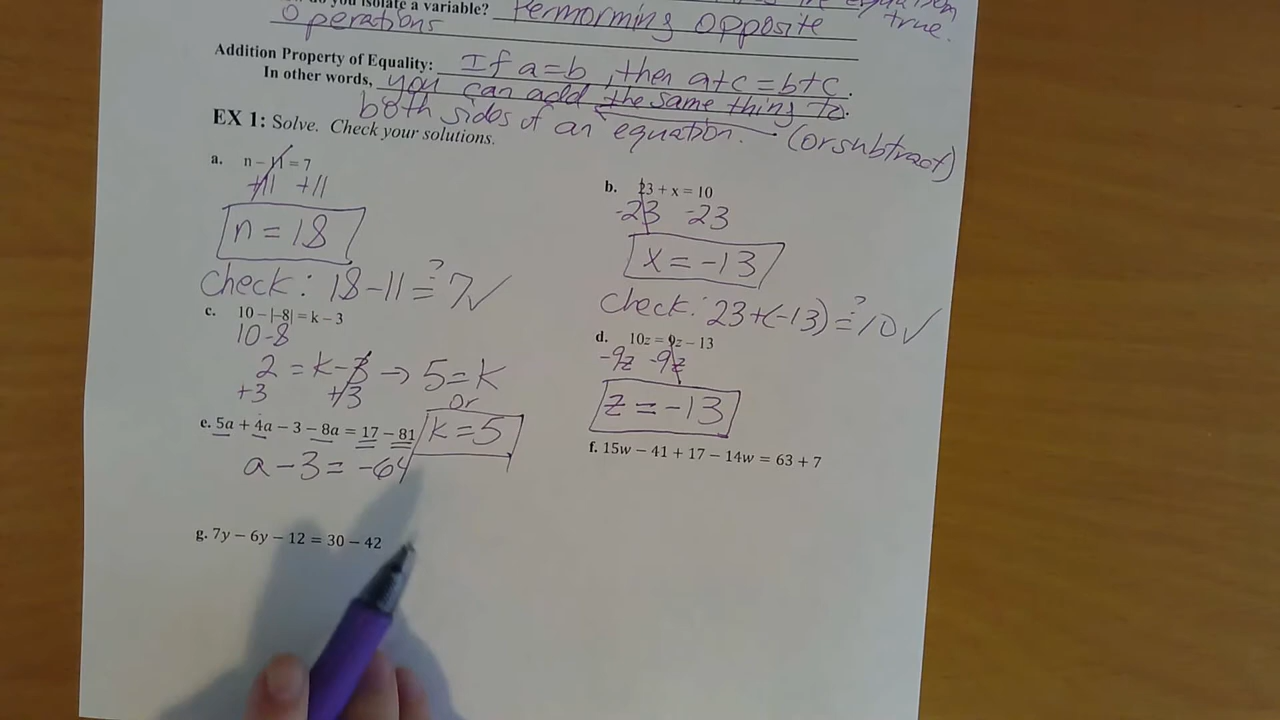 you isolate a variable? Permorming opposite
operations
true.
Addition Property of Equality: If a=b, then a+c=b+c.
In other words, you can add the same thing to
both sides of an equation. (or subtract)
EX 1: Solve. Check your solutions.
a. n – 11 = 7
+11 +11
n = 18
Check: 18-11 ?= 7 ✓
b. 23 + x = 10
-23 -23
x = -13
Check: 23+(-13) ?= 10 ✓
c. 10 – |–8| = k – 3
10-8
2 = k-3 → 5=k
+3 +3
or
k=5
d. 10z = 9z – 13
-9z -9z
z = -13
e. 5a + 4a − 3 − 8a = 17 − 81
a - 3 = -64
f. 15w − 41 + 17 − 14w = 63 + 7
g. 7y − 6y − 12 = 30 − 42